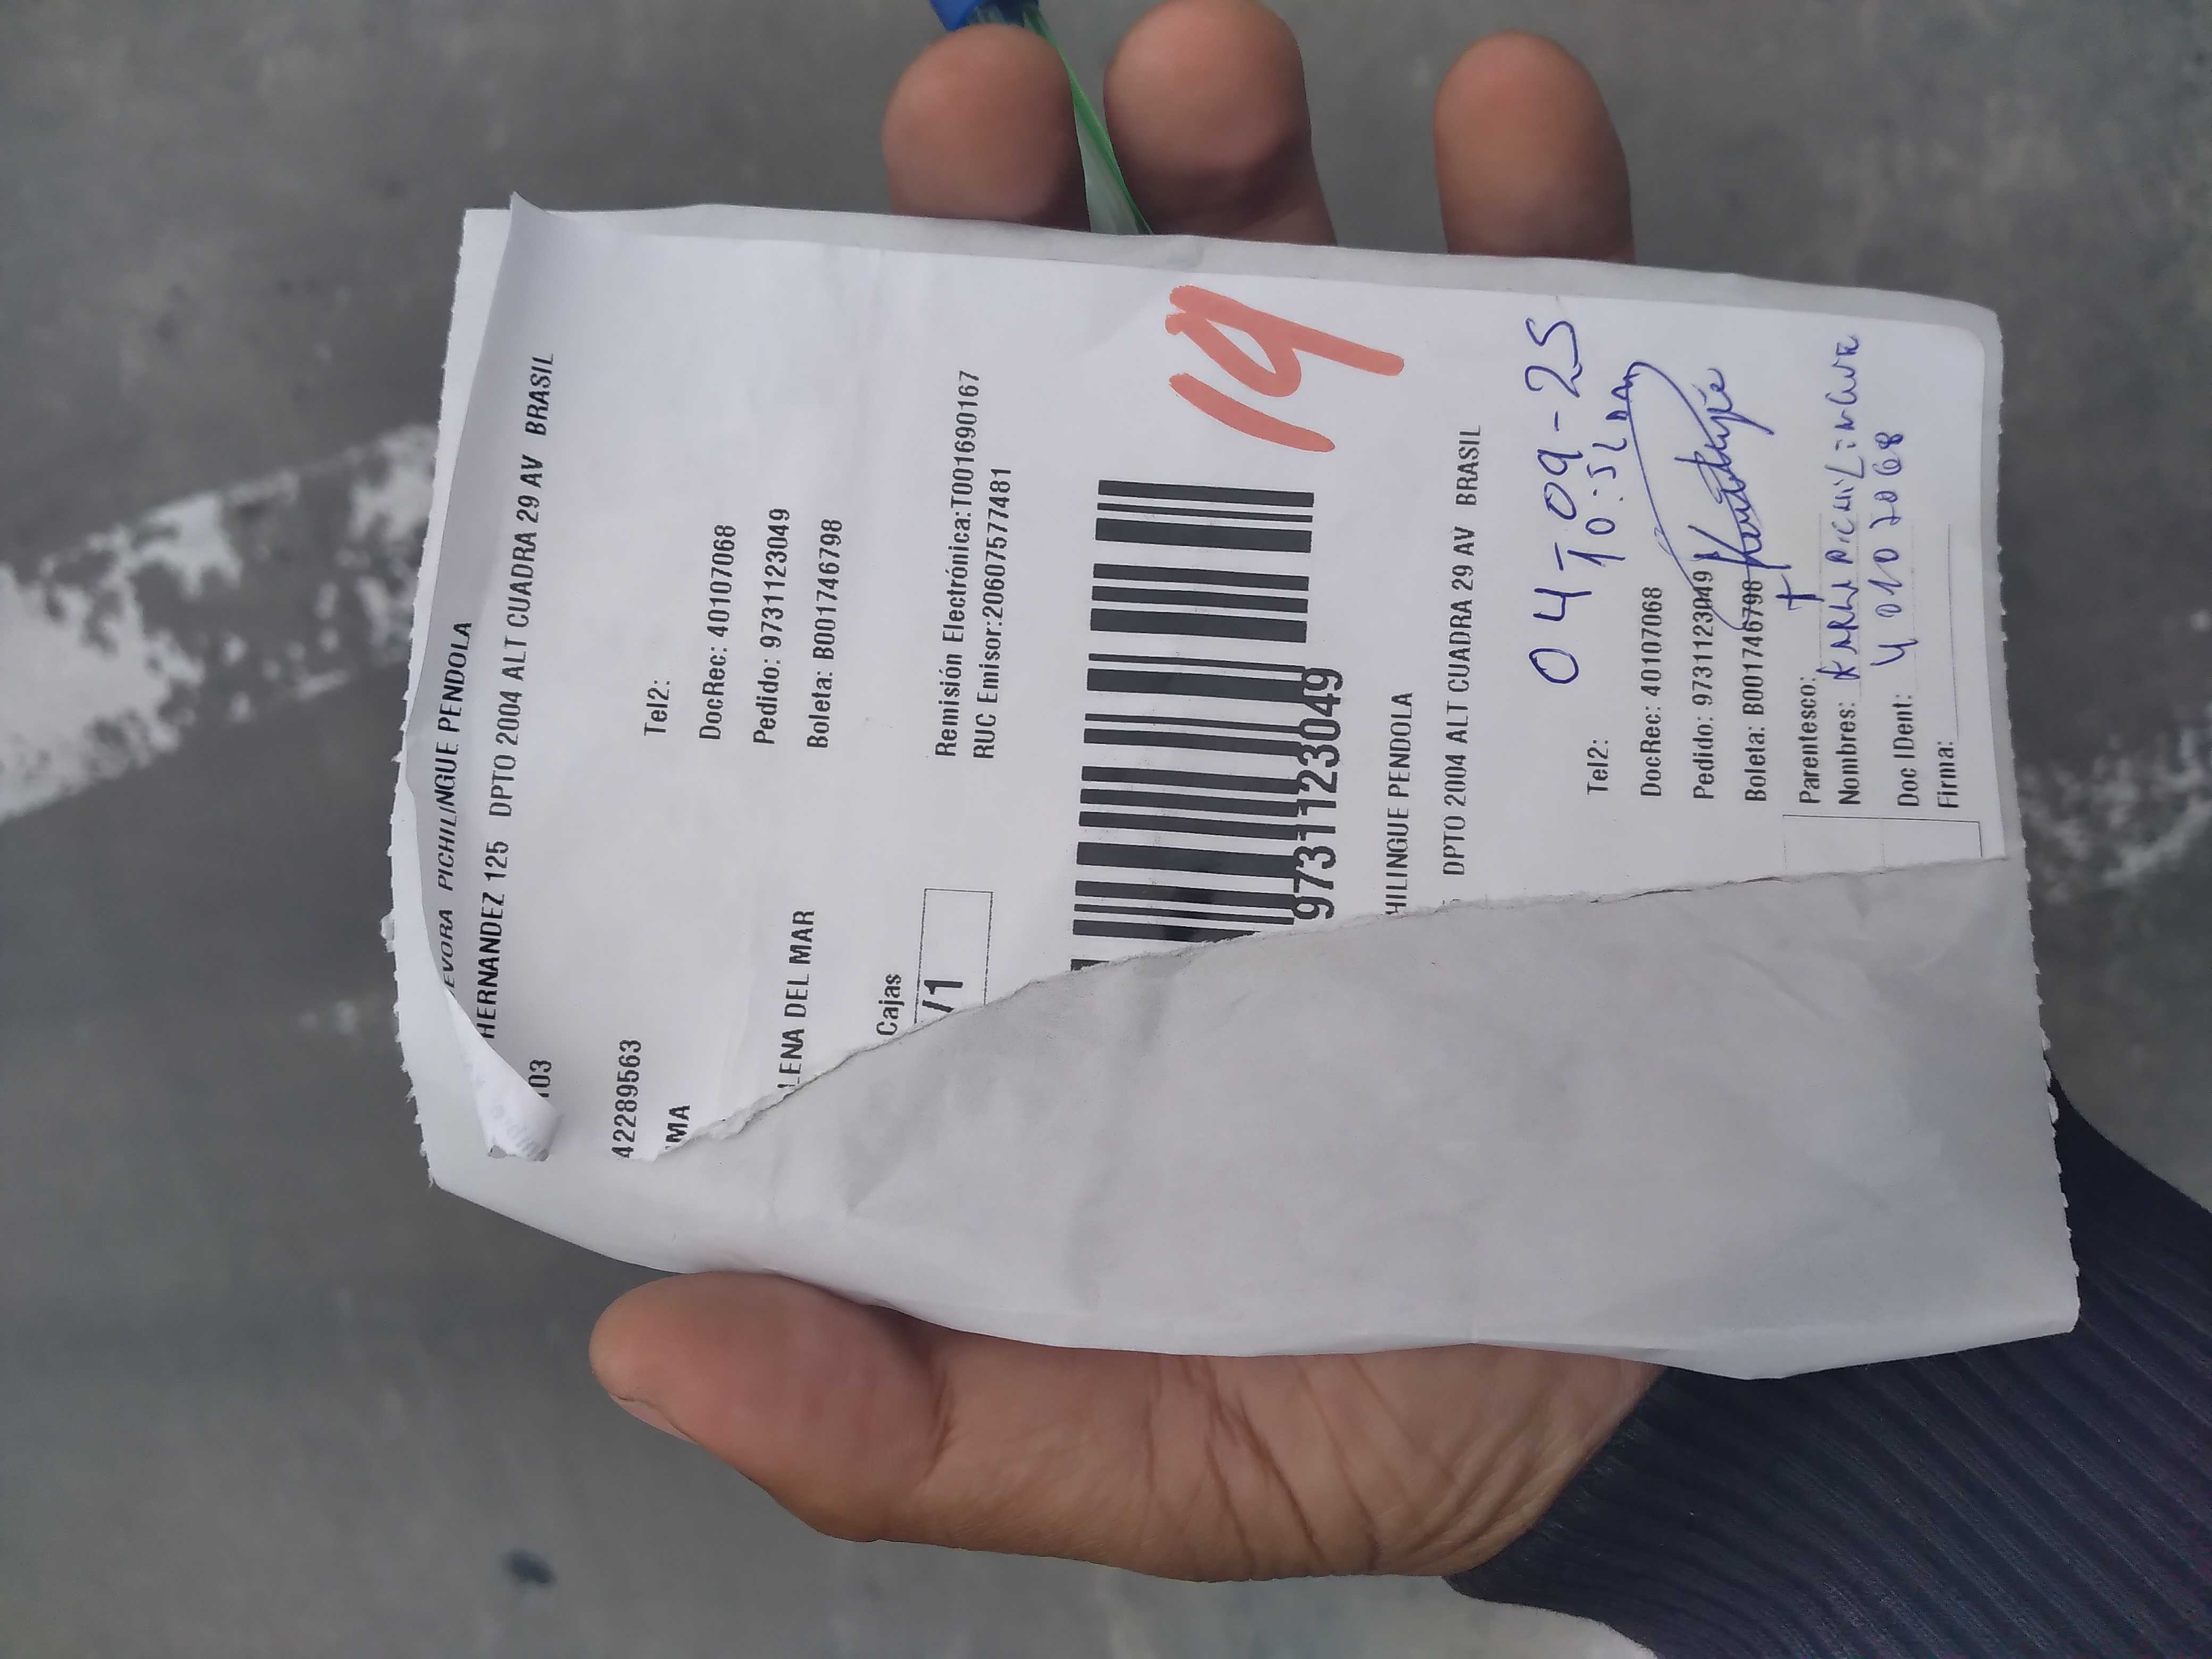 EVORA PICHILINGUE PENDOLA
HERNANDEZ 125 DPTO 2004 ALT CUADRA 29 AV BRASIL
103
42289563
Tel2:
MA
DocRec: 40107068
Pedido: 9731123049
LENA DEL MAR
Boleta: B001746798
Cajas
/1
Remisión Electrónica:T001690167
RUC Emisor:20607577481
19
9731123049
HILINGUE PENDOLA
DPTO 2004 ALT CUADRA 29 AV BRASIL
04-09-25
Tel2:
DocRec: 40107068
Pedido: 9731123049
Boleta: B001746798
Parentesco:
Nombres: KARLA PICHILINGUE
Doc IDent: 40107068
Firma: